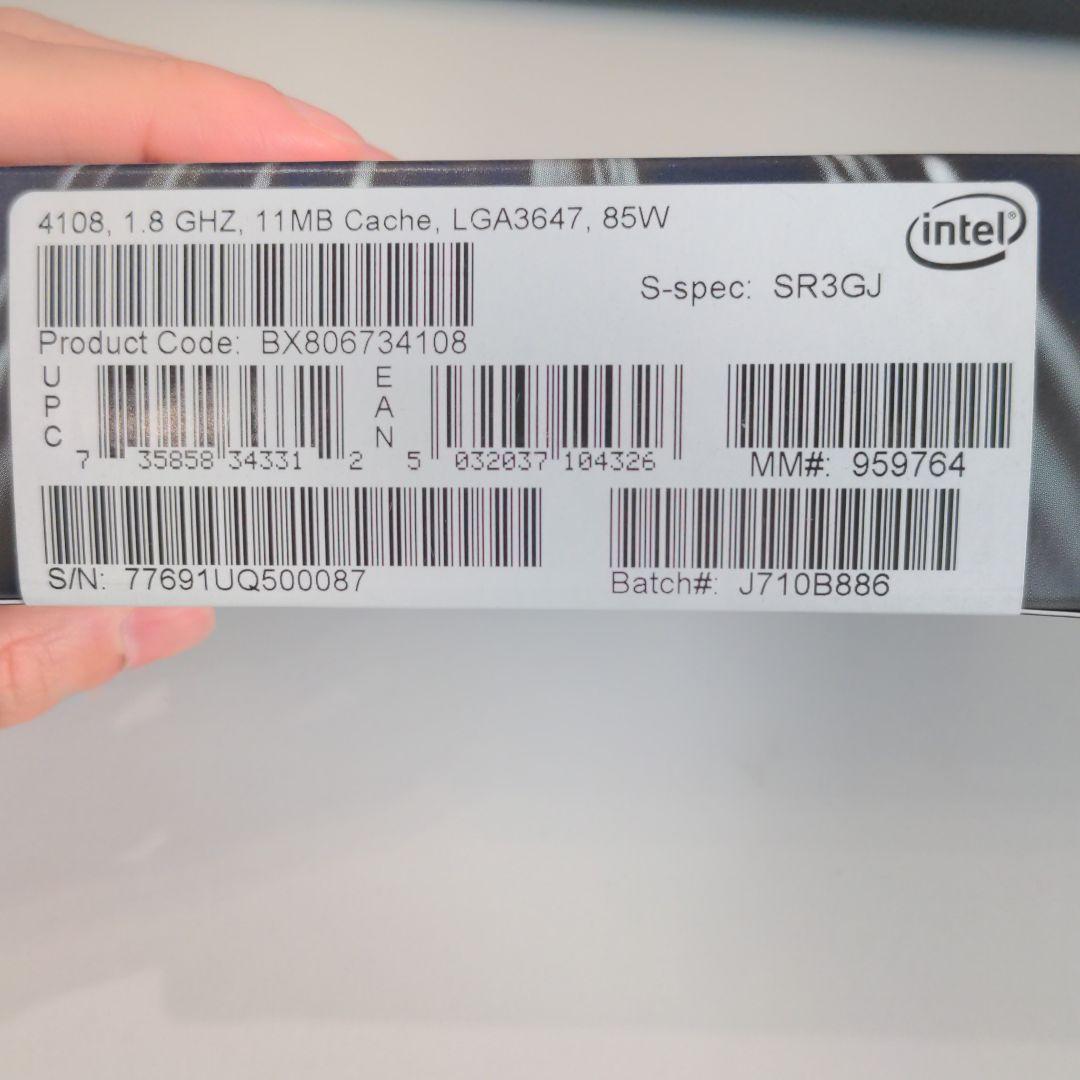 4108, 1.8 GHZ, 11MB Cache, LGA3647, 85W
intel®
S-spec: SR3GJ
Product Code: BX806734108
UPC
7 35858 34331 2
EAN
5 032037 104326
MM#: 959764
S/N: 77691UQ500087
Batch#: J710B886